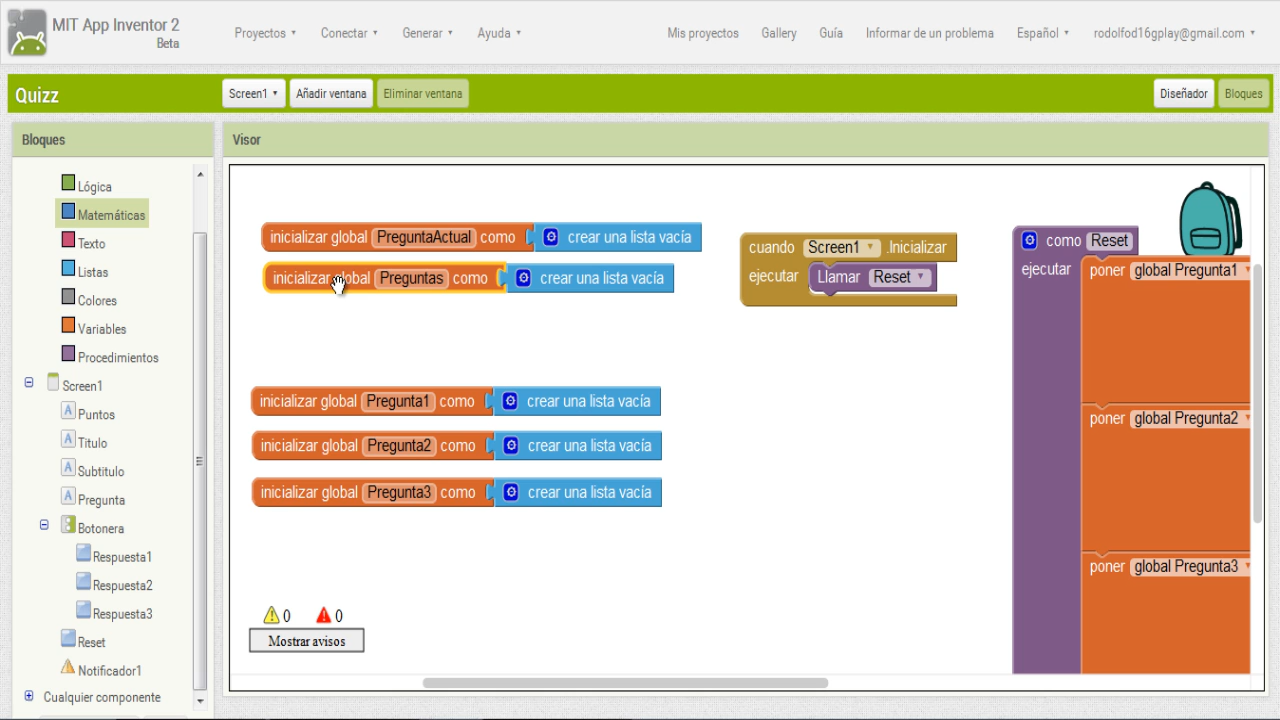 MIT App Inventor 2
Beta
Proyectos Conectar Generar Ayuda Mis proyectos Gallery Guía Informar de un problema Español rodolfod16gplay@gmail.com
Quizz Screen1 Añadir ventana Eliminar ventana Diseñador Bloques
Bloques
Lógica
Matemáticas
Texto
Listas
Colores
Variables
Procedimientos
Screen1
Puntos
Titulo
Subtitulo
Pregunta
Botonera
Respuesta1
Respuesta2
Respuesta3
Reset
Notificador1
Cualquier componente
Visor
inicializar global PreguntaActual como crear una lista vacía
inicializar global Preguntas como crear una lista vacía
inicializar global Pregunta1 como crear una lista vacía
inicializar global Pregunta2 como crear una lista vacía
inicializar global Pregunta3 como crear una lista vacía
cuando Screen1 .Inicializar
ejecutar Llamar Reset
como Reset
ejecutar poner global Pregunta1
poner global Pregunta2
poner global Pregunta3
0 0
Mostrar avisos